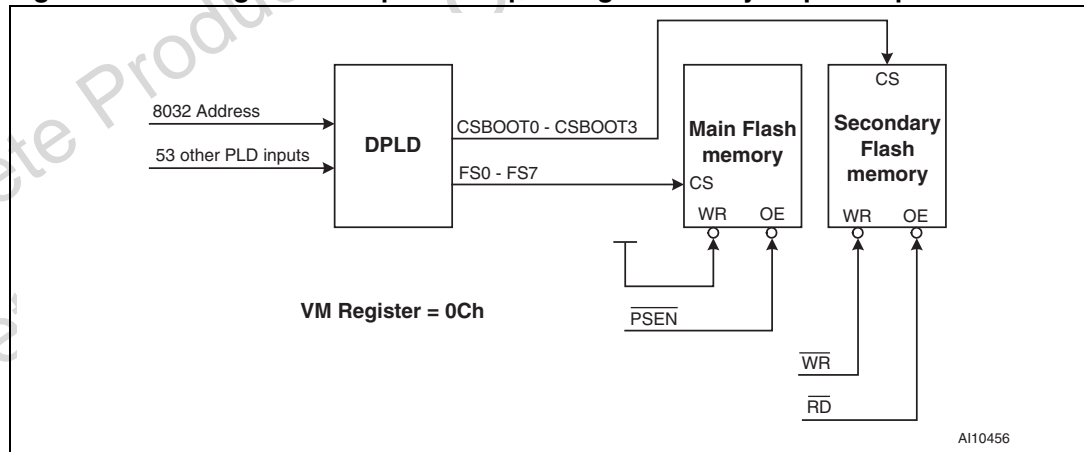 8032 Address
53 other PLD inputs
DPLD
CSBOOT0 - CSBOOT3
FS0 - FS7
Main Flash
memory
CS
WR OE
CS
Secondary
Flash
memory
WR OE
VM Register = 0Ch
PSEN
WR
RD
AI10456